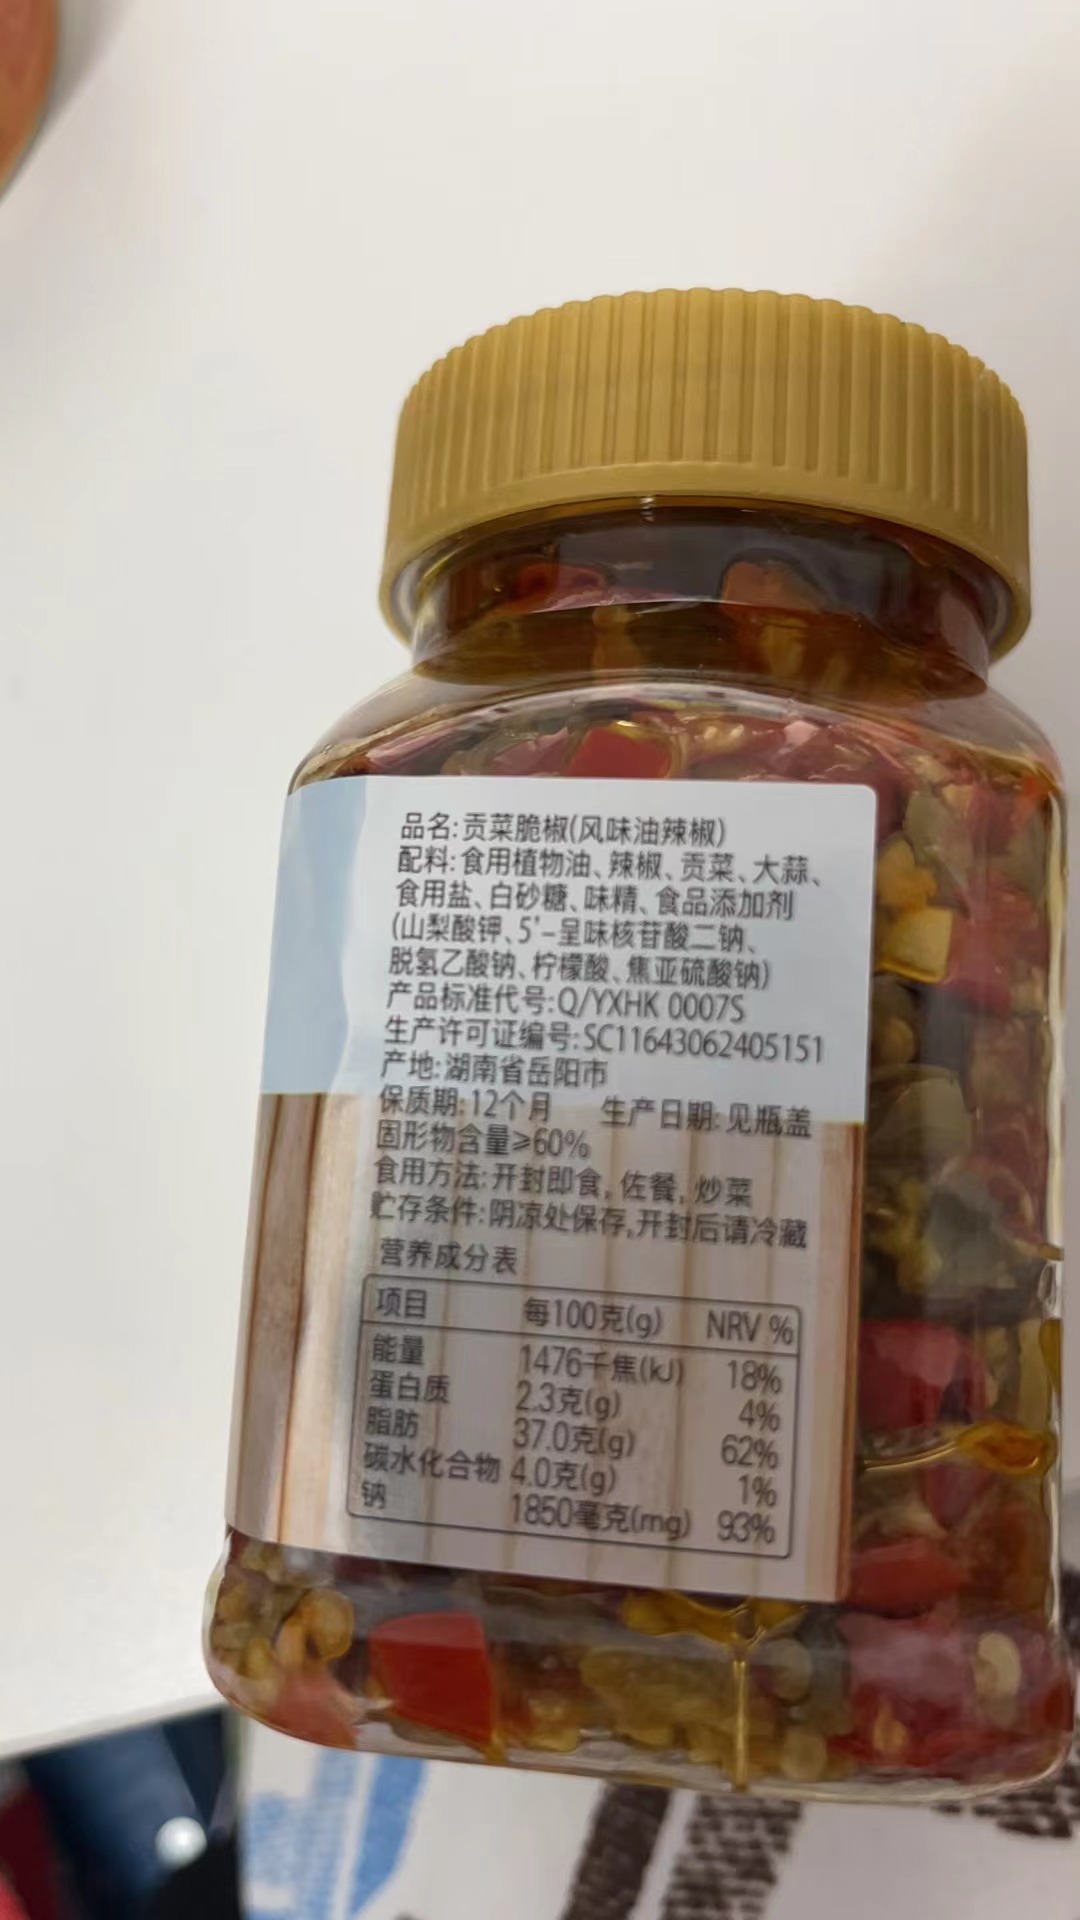 品名:贡菜脆椒(风味油辣椒)
配料:食用植物油、辣椒、贡菜、大蒜、
食用盐、白砂糖、味精、食品添加剂
(山梨酸钾、5'-呈味核苷酸二钠、
脱氢乙酸钠、柠檬酸、焦亚硫酸钠)
产品标准代号:Q/YXHK 0007S
生产许可证编号:SC11643062405151
产地:湖南省岳阳市
保质期:12个月 生产日期:见瓶盖
固形物含量≥60%
食用方法:开封即食,佐餐,炒菜
贮存条件:阴凉处保存,开封后请冷藏
营养成分表
项目 每100克(g) NRV %
能量 1476千焦(kJ) 18%
蛋白质 2.3克(g) 4%
脂肪 37.0克(g) 62%
碳水化合物 4.0克(g) 1%
钠 1850毫克(mg) 93%